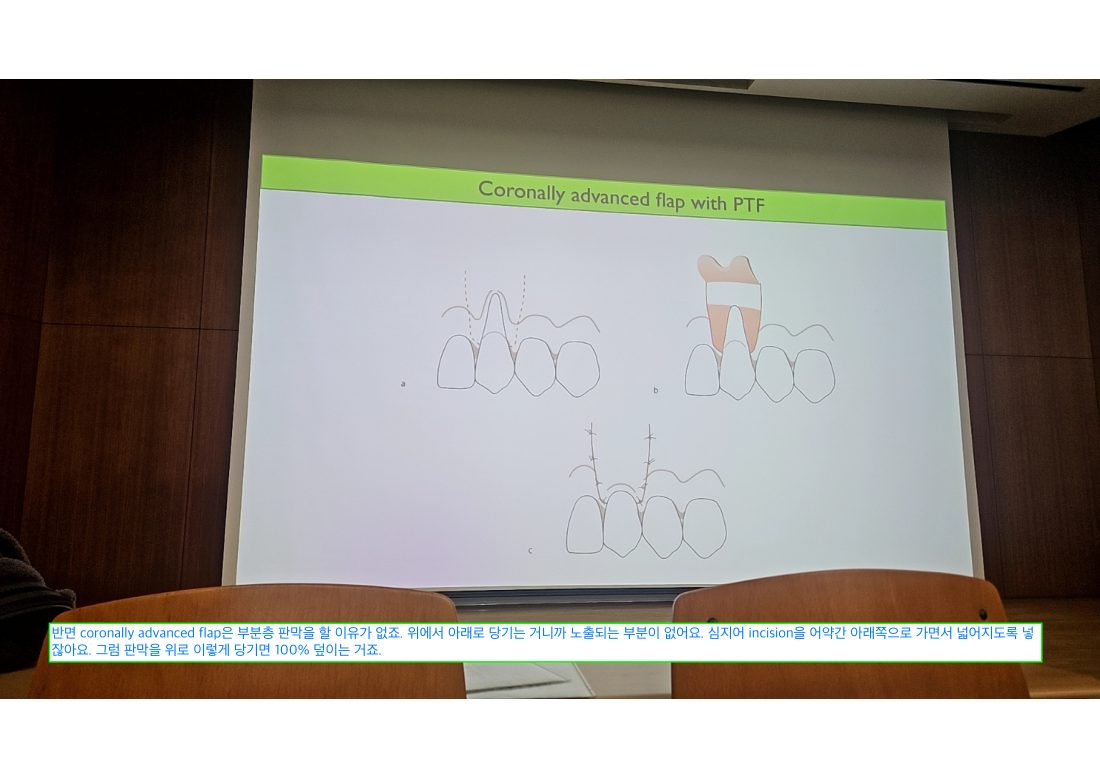 Coronally advanced flap with PTF
a
b
c
반면 coronally advanced flap은 부분층 판막을 할 이유가 없죠. 위에서 아래로 당기는 거니까 노출되는 부분이 없어요. 심지어 incision을 어약간 아래쪽으로 가면서 넓어지도록 넣
잖아요. 그럼 판막을 위로 이렇게 당기면 100% 덮이는 거죠.